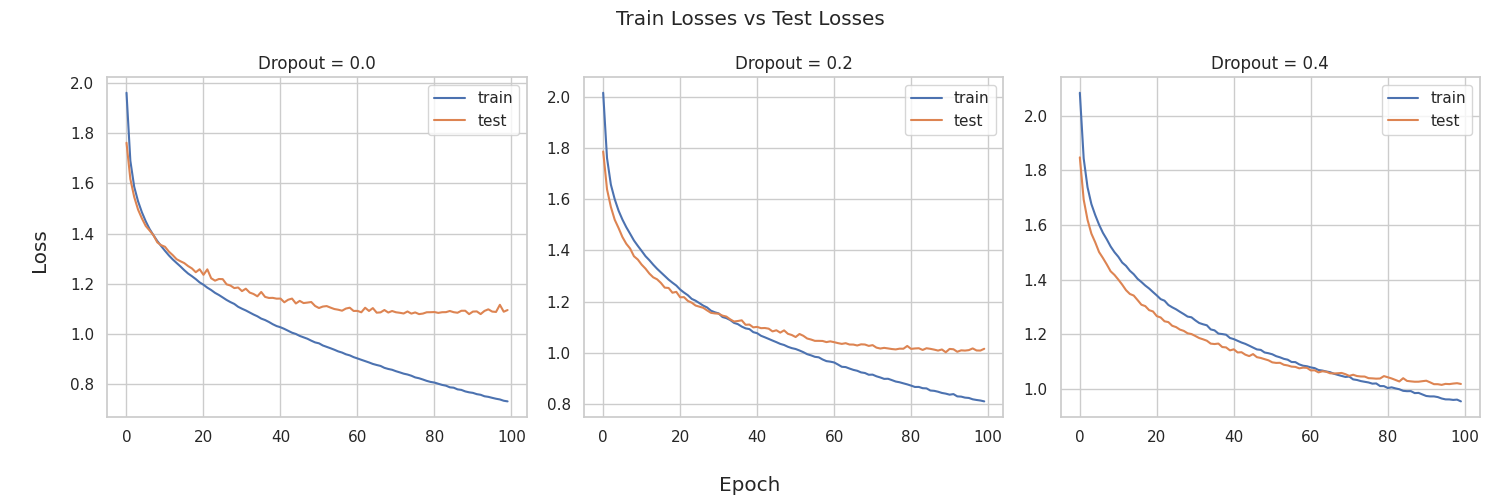 Train Losses vs Test Losses
Dropout = 0.0
2.0
1.8
1.6
1.4
1.2
1.0
0.8
0 20 40 60 80 100
train
test
Dropout = 0.2
2.0
1.8
1.6
1.4
1.2
1.0
0.8
0 20 40 60 80 100
train
test
Dropout = 0.4
2.0
1.8
1.6
1.4
1.2
1.0
0 20 40 60 80 100
train
test
Loss
Epoch